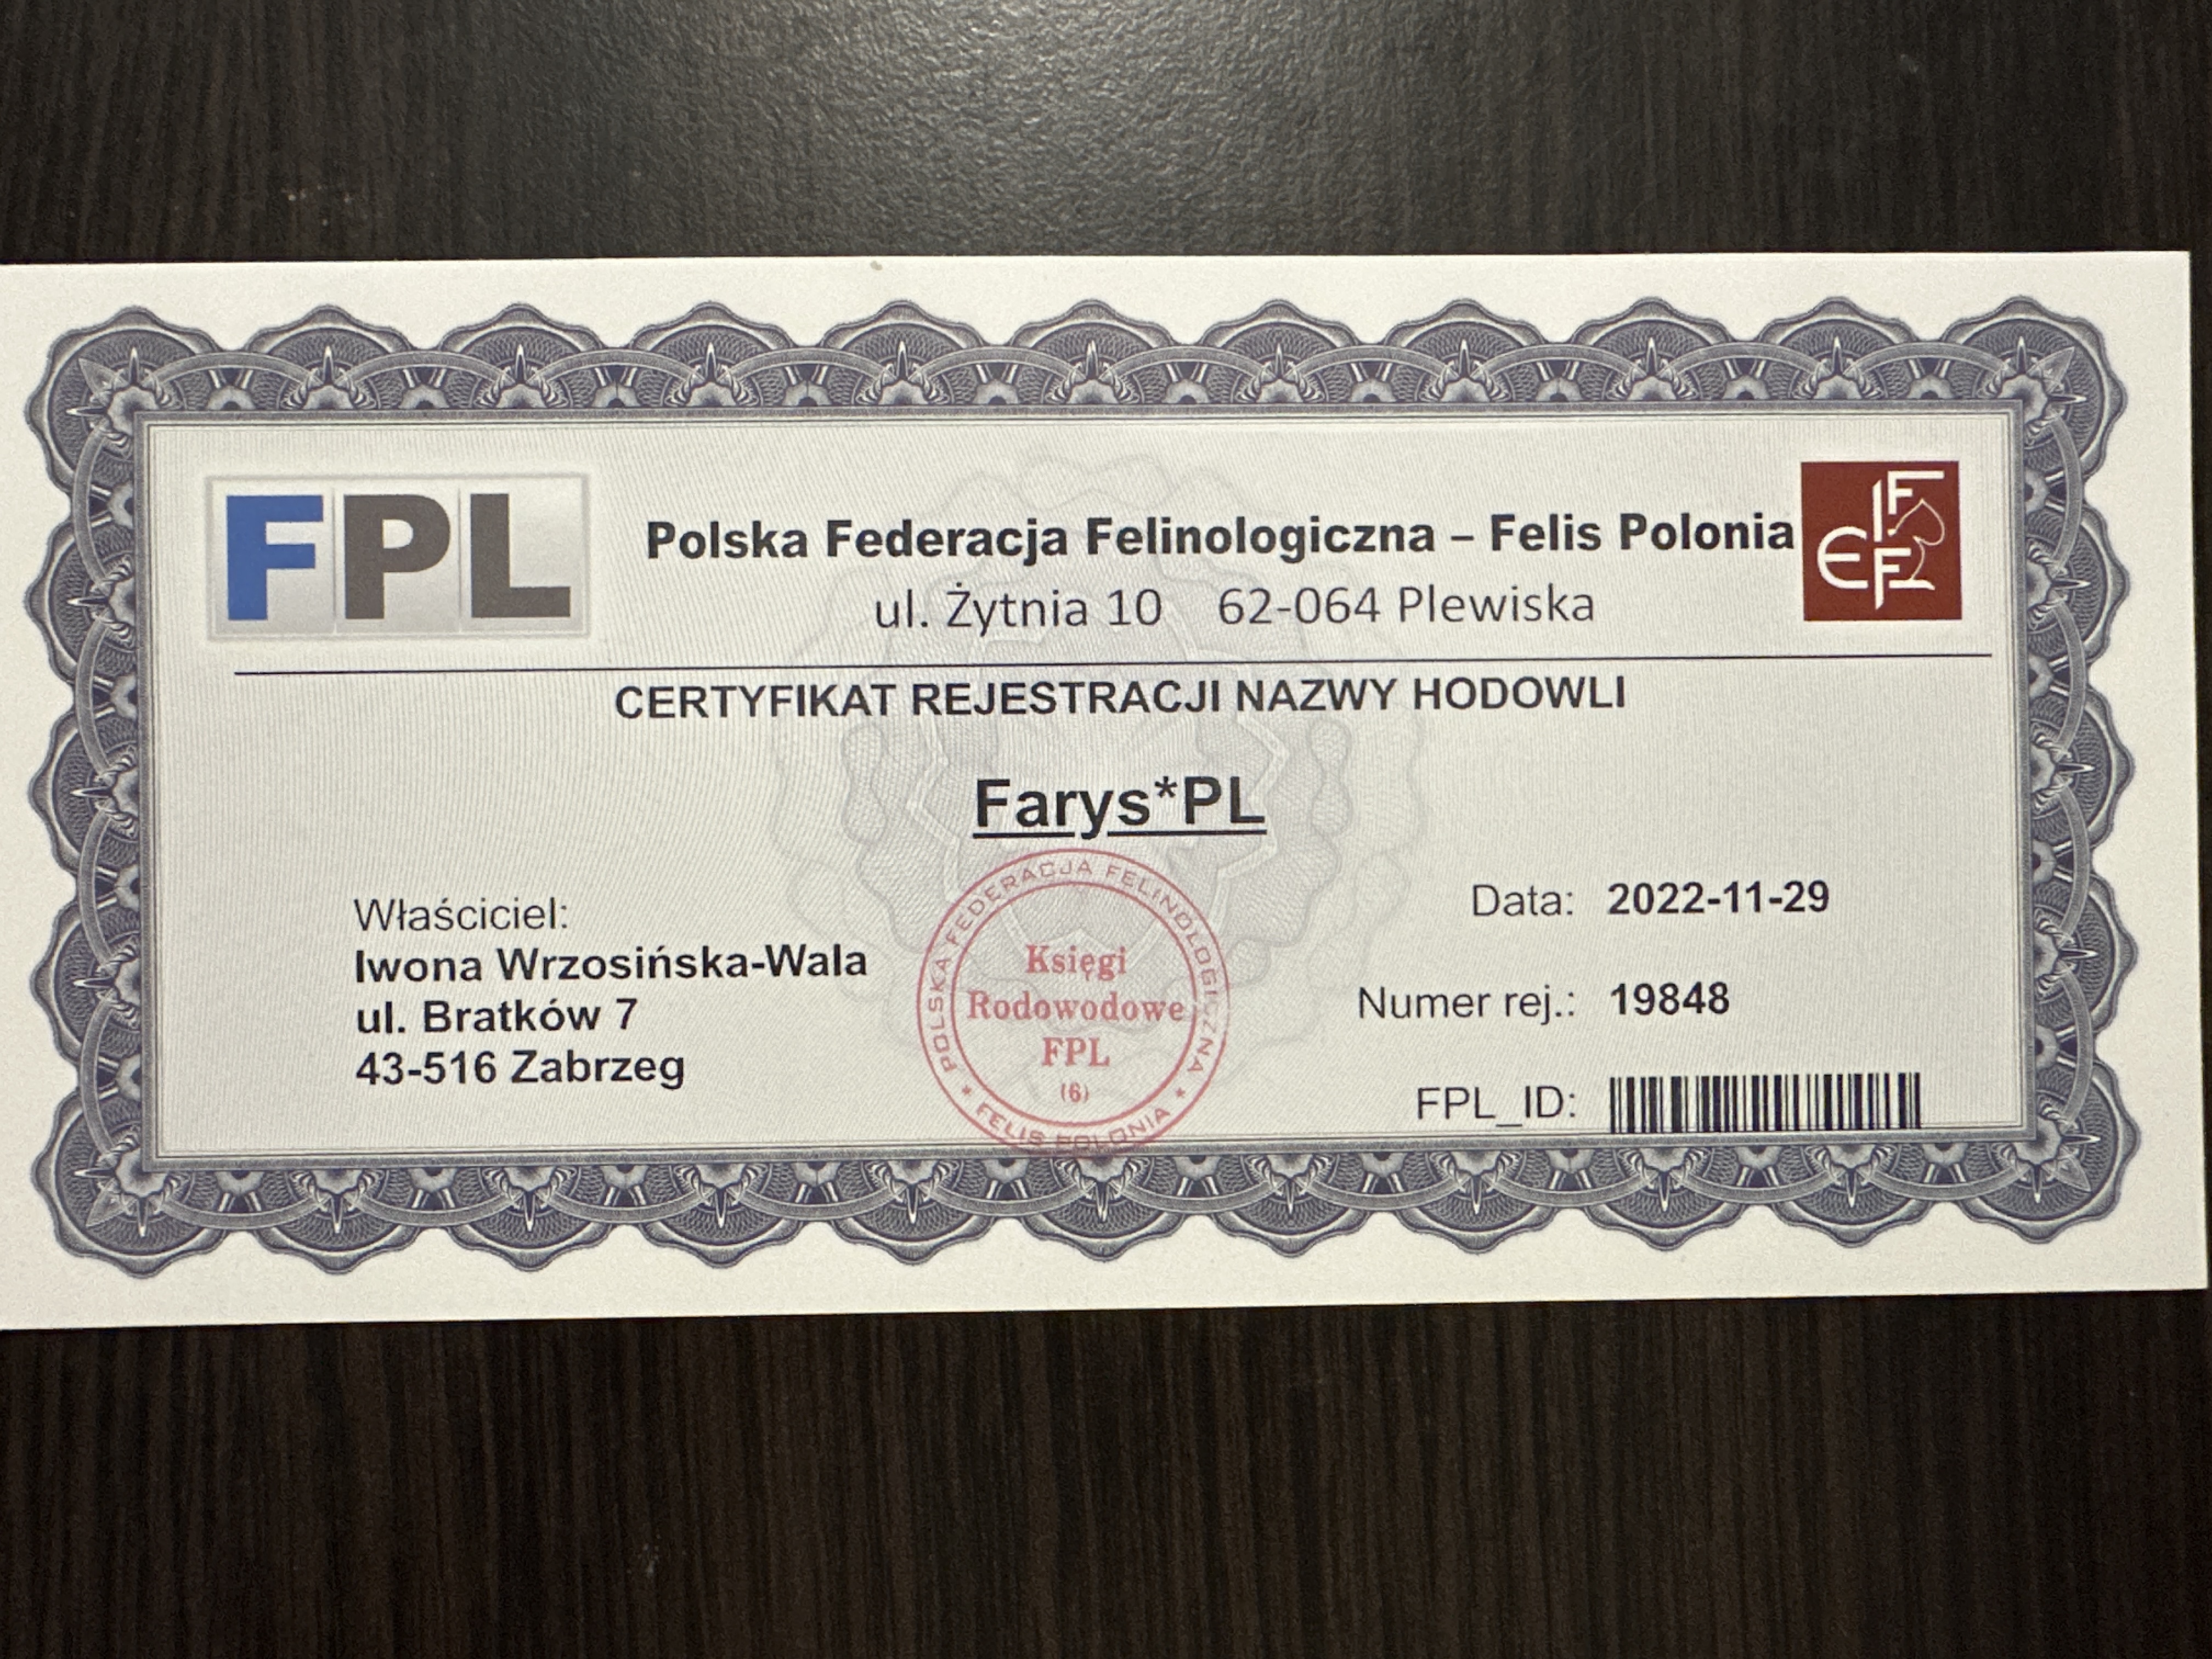 FPL
Polska Federacja Felinologiczna – Felis Polonia
ul. Żytnia 10 62-064 Plewiska
FIFE
CERTYFIKAT REJESTRACJI NAZWY HODOWLI
Farys*PL
Właściciel:
Iwona Wrzosińska-Wala
ul. Bratków 7
43-516 Zabrzeg
POLSKA FEDERACJA FELINOLOGICZNA * FELIS POLONIA *
Księgi
Rodowodowe
FPL
(6)
Data: 2022-11-29
Numer rej.: 19848
FPL_ID: